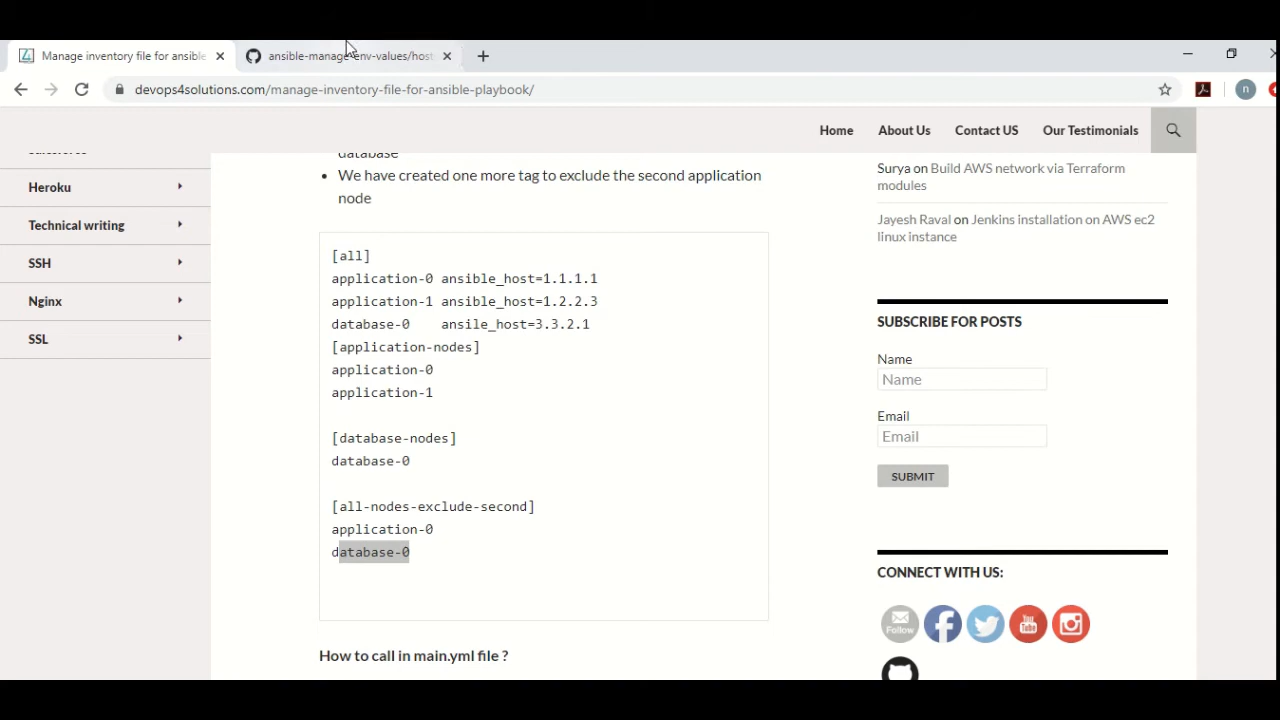 Manage inventory file for ansible
ansible-manage-env-values/host
devops4solutions.com/manage-inventory-file-for-ansible-playbook/
n
Home
About Us
Contact US
Our Testimonials
Heroku
Technical writing
SSH
Nginx
SSL
database
We have created one more tag to exclude the second application
node
[all]
application-0 ansible_host=1.1.1.1
application-1 ansible_host=1.2.2.3
database-0    ansile_host=3.3.2.1
[application-nodes]
application-0
application-1
[database-nodes]
database-0
[all-nodes-exclude-second]
application-0
database-0
How to call in main.yml file ?
Surya on Build AWS network via Terraform
modules
Jayesh Raval on Jenkins installation on AWS ec2
linux instance
SUBSCRIBE FOR POSTS
Name
Name
Email
Email
SUBMIT
CONNECT WITH US:
Follow
You
Tube